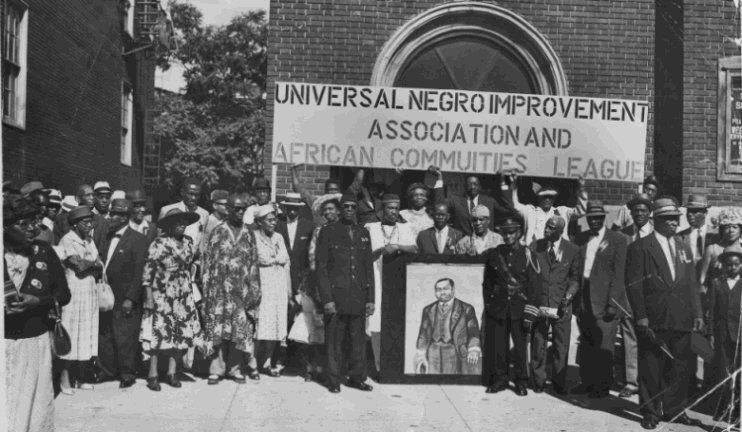 UNIVERSAL NEGRO IMPROVEMENT
ASSOCIATION AND
AFRICAN COMMUITIES LEAGUE